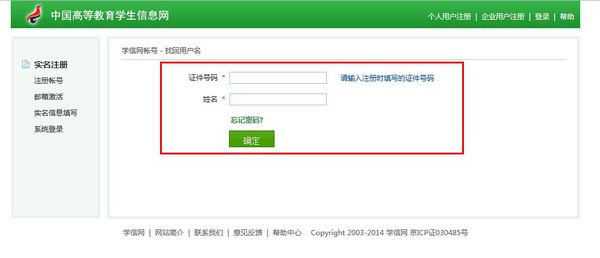 中国高等教育学生信息网
个人用户注册 | 企业用户注册 | 登录 | 帮助
实名注册
注册帐号
邮箱激活
实名信息填写
系统登录
学信网帐号 - 找回用户名
证件号码 * 请输入注册时填写的证件号码
姓名 *
忘记密码?
确定
学信网 | 网站简介 | 联系我们 | 意见反馈 | 帮助中心 Copyright 2003-2014 学信网 京ICP证030485号